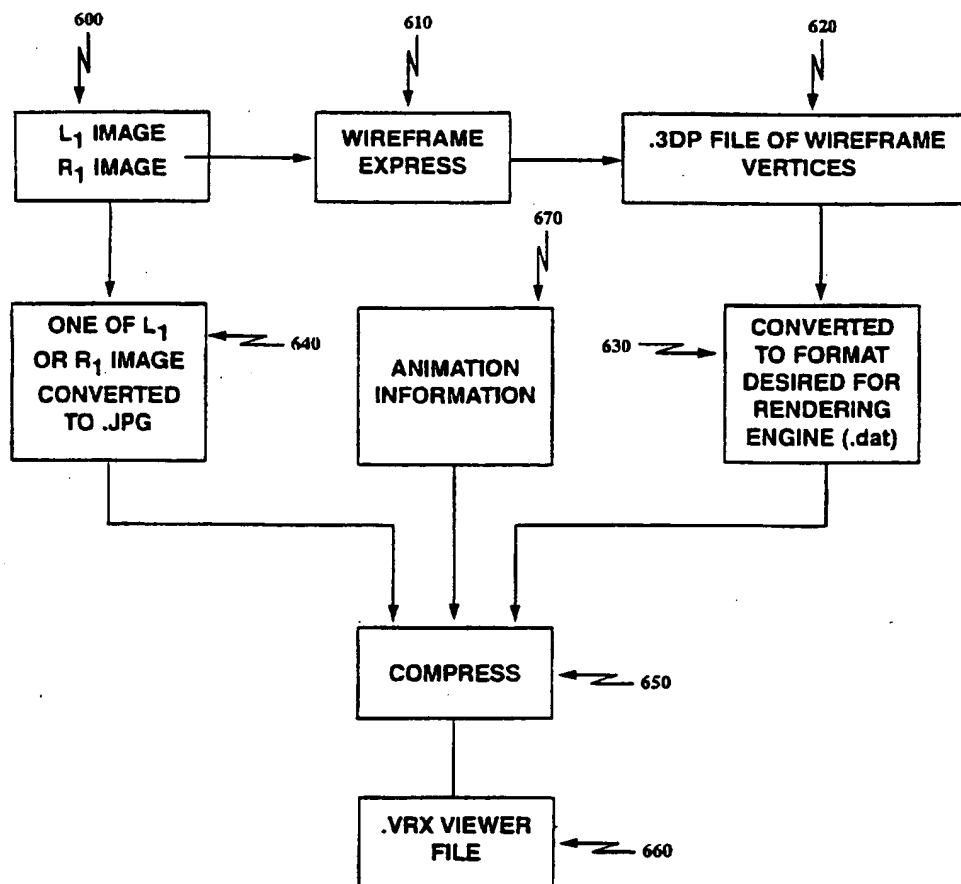 600
610
620
L1 IMAGE
R1 IMAGE
WIREFRAME
EXPRESS
.3DP FILE OF WIREFRAME
VERTICES
670
ONE OF L1
OR R1 IMAGE
CONVERTED
TO .JPG
640
ANIMATION
INFORMATION
630
CONVERTED
TO FORMAT
DESIRED FOR
RENDERING
ENGINE (.dat)
COMPRESS
650
.VRX VIEWER
FILE
660